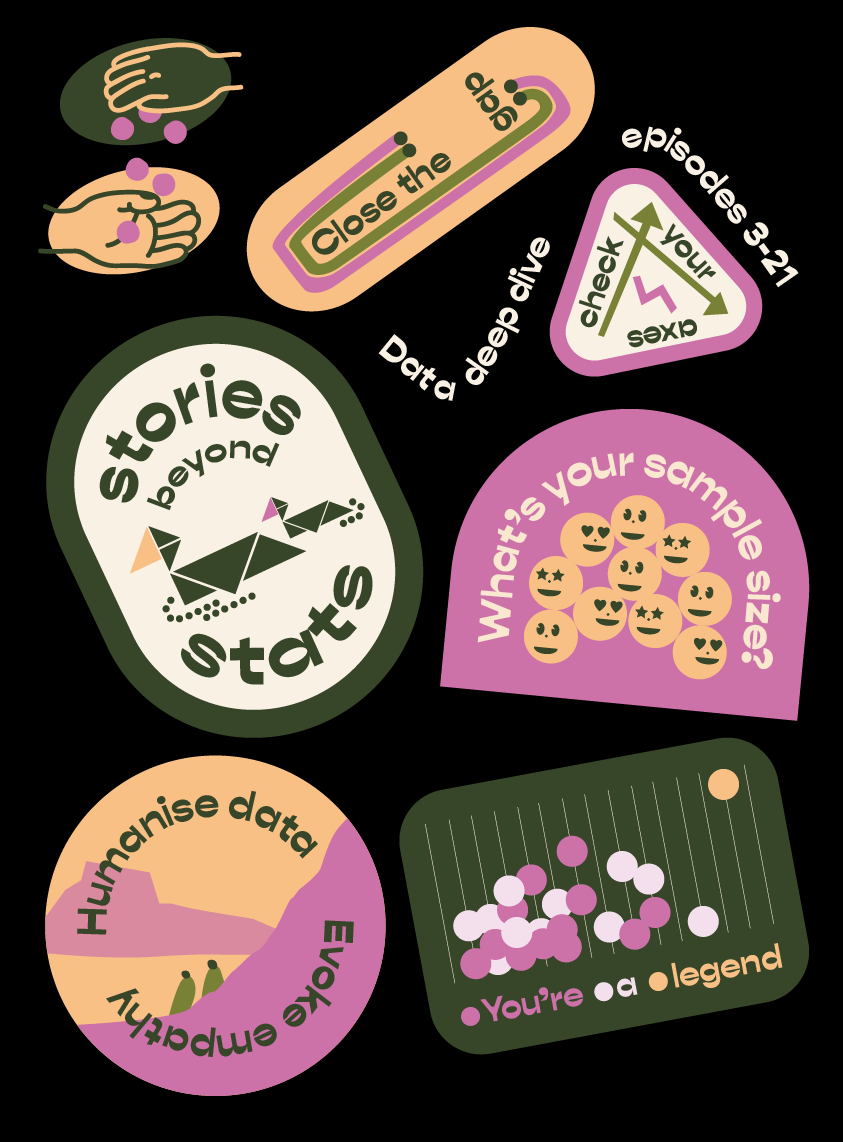 Close the
gap
episodes 3-21
check
your
axes
Data
deep dive
stories
beyond
stats
What's your sample size?
Humanise data
Evoke empathy
You're a legend